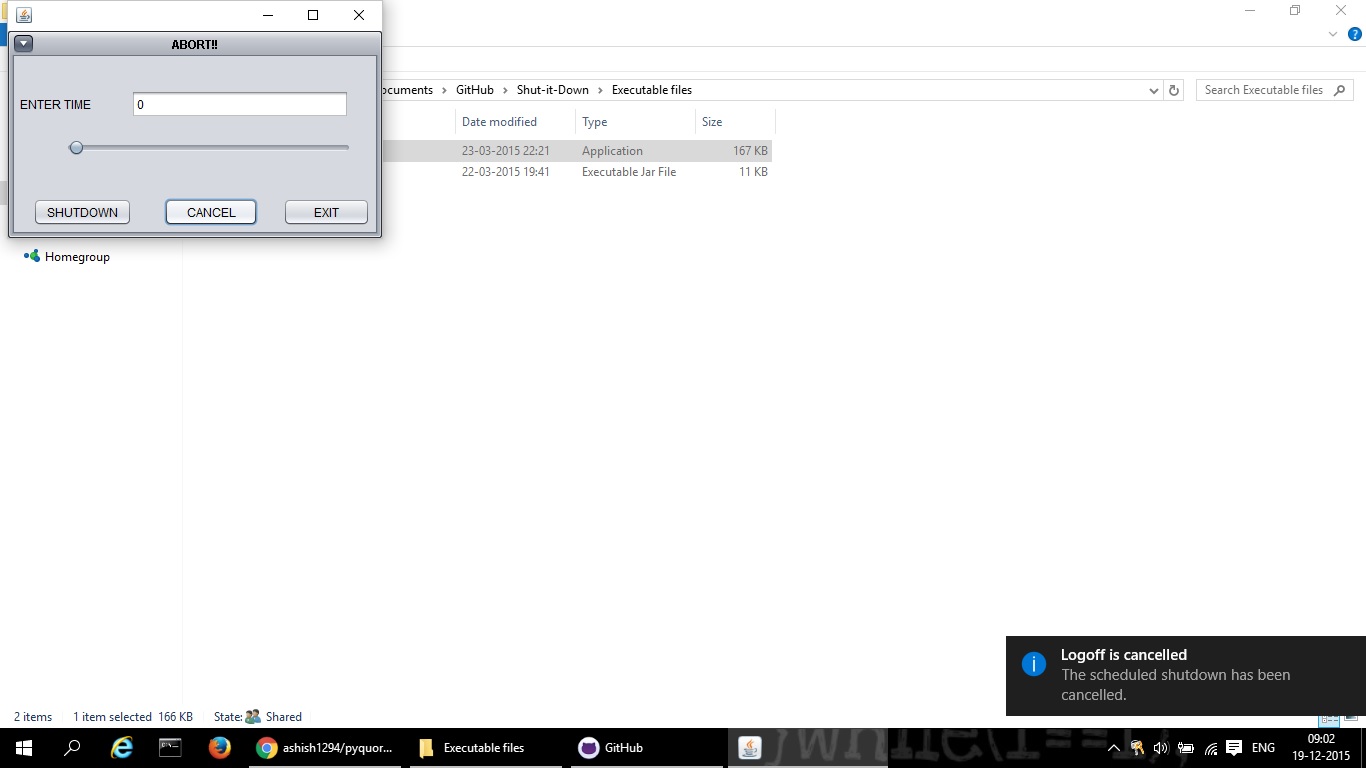 ABORT!!
ENTER TIME 0
SHUTDOWN CANCEL EXIT
GitHub Shut-it-Down Executable files
Search Executable files
Date modified Type Size
23-03-2015 22:21 Application 167 KB
22-03-2015 19:41 Executable Jar File 11 KB
Homegroup
Logoff is cancelled
The scheduled shutdown has been
cancelled.
2 items 1 item selected 166 KB State: Shared
ashish1294/pyquor... Executable files GitHub
ENG
09:02
19-12-2015